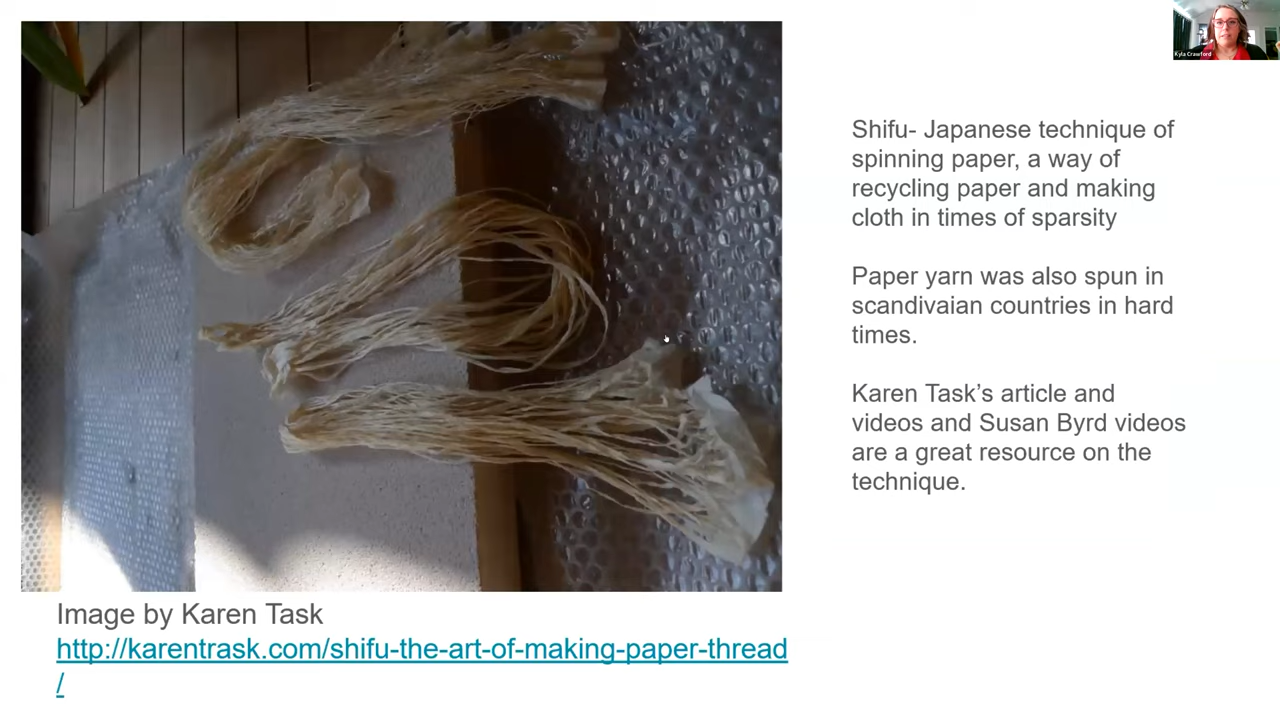 Kyla Crawford
Shifu- Japanese technique of
spinning paper, a way of
recycling paper and making
cloth in times of sparsity
Paper yarn was also spun in
scandivaian countries in hard
times.
Karen Task’s article and
videos and Susan Byrd videos
are a great resource on the
technique.
Image by Karen Task
http://karentrask.com/shifu-the-art-of-making-paper-thread
/